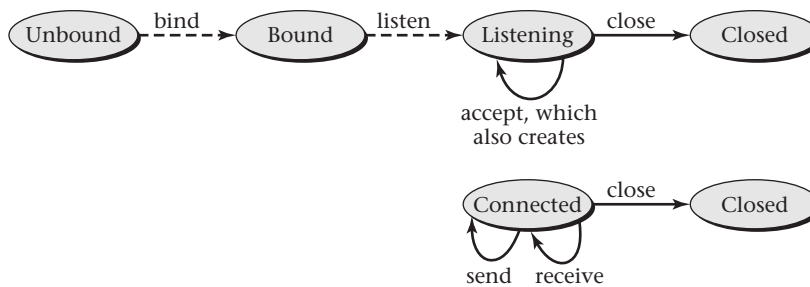 bind listen close
Unbound Bound Listening Closed
accept, which
also creates
close
Connected Closed
send receive